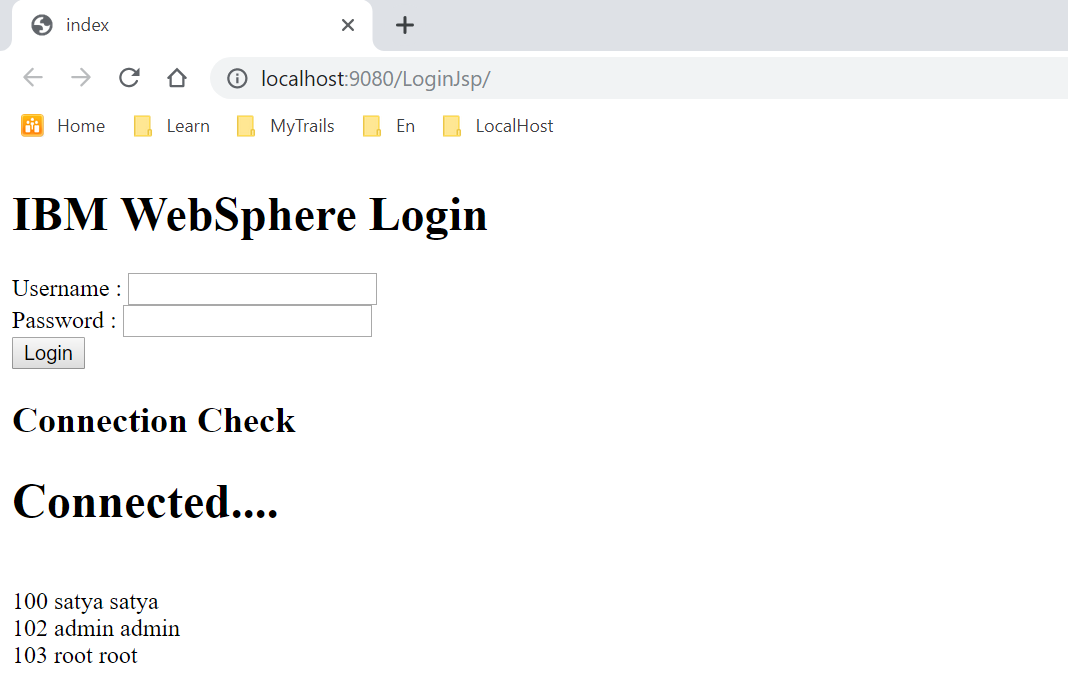 index
localhost:9080/LoginJsp/
Home Learn MyTrails En LocalHost
IBM WebSphere Login
Username :
Password :
Login
Connection Check
Connected....
100 satya satya
102 admin admin
103 root root